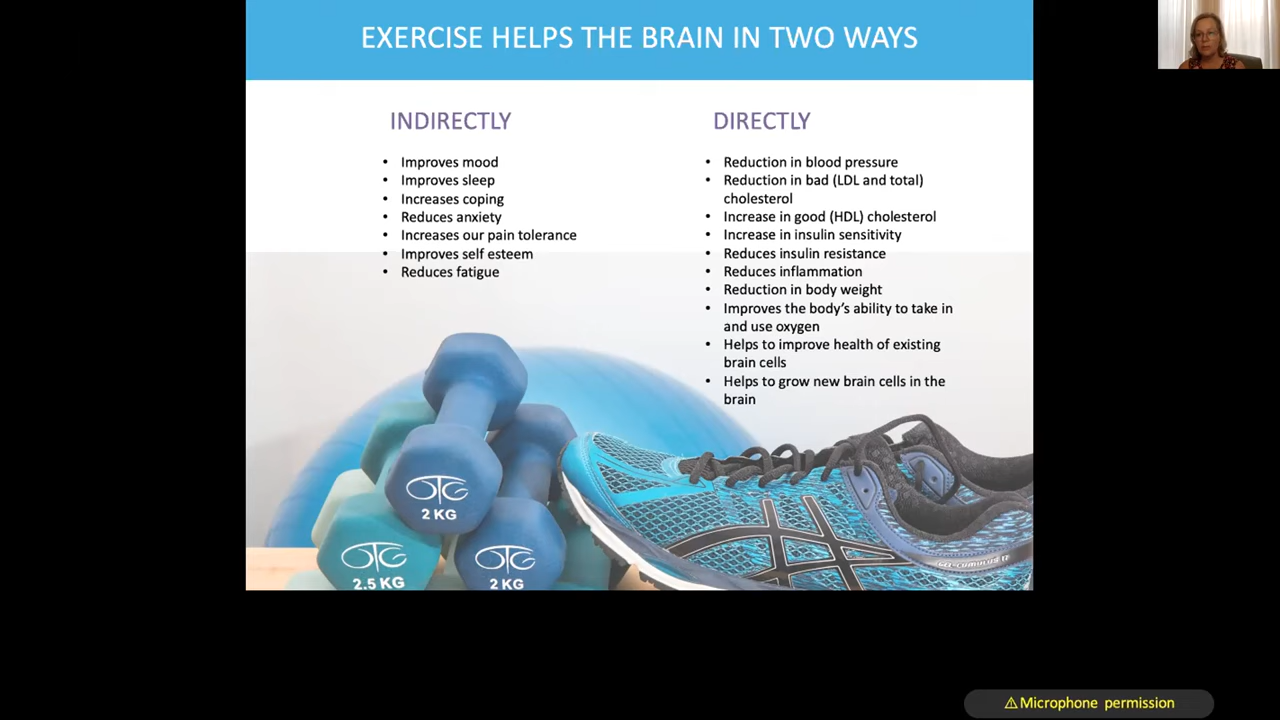 EXERCISE HELPS THE BRAIN IN TWO WAYS
INDIRECTLY
• Improves mood
• Improves sleep
• Increases coping
• Reduces anxiety
• Increases our pain tolerance
• Improves self esteem
• Reduces fatigue
DIRECTLY
• Reduction in blood pressure
• Reduction in bad (LDL and total)
cholesterol
• Increase in good (HDL) cholesterol
• Increase in insulin sensitivity
• Reduces insulin resistance
• Reduces inflammation
• Reduction in body weight
• Improves the body's ability to take in
and use oxygen
• Helps to improve health of existing
brain cells
• Helps to grow new brain cells in the
brain
OTG
2 KG
OTG
2.5 KG
OTG
2 KG
⚠Microphone permission